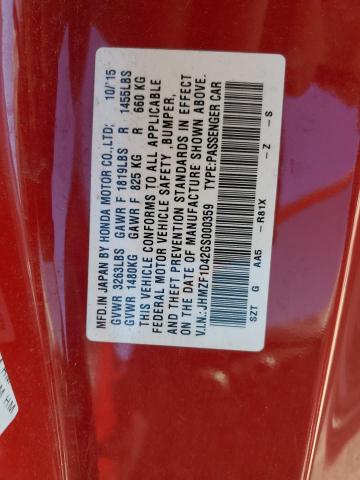 MFD.IN JAPAN BY HONDA MOTOR CO.,LTD; 10/'15
GVWR 3263LBS GAWR F 1819LBS R 1455LBS
GVWR 1480KG GAWR F 825 KG R 660 KG
THIS VEHICLE CONFORMS TO ALL APPLICABLE
FEDERAL MOTOR VEHICLE SAFETY ,BUMPER,
AND THEFT PREVENTION STANDARDS IN EFFECT
ON THE DATE OF MANUFACTURE SHOWN ABOVE.
V.I.N.:JHMZF1D42GS000359 TYPE:PASSENGER CAR
SZT G AA5 - R81X - Z - S